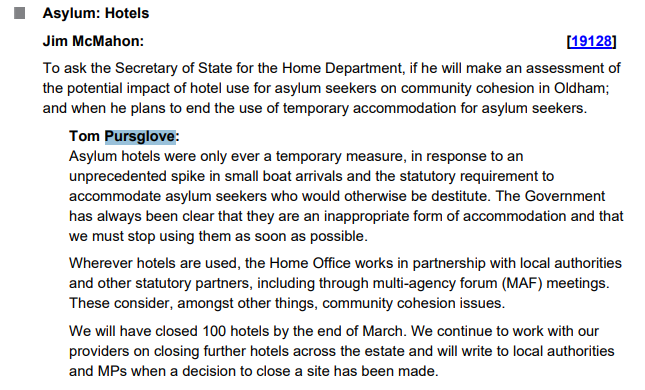 Asylum: Hotels
Jim McMahon:
[19128]
To ask the Secretary of State for the Home Department, if he will make an assessment of
the potential impact of hotel use for asylum seekers on community cohesion in Oldham;
and when he plans to end the use of temporary accommodation for asylum seekers.
Tom Pursglove:
Asylum hotels were only ever a temporary measure, in response to an
unprecedented spike in small boat arrivals and the statutory requirement to
accommodate asylum seekers who would otherwise be destitute. The Government
has always been clear that they are an inappropriate form of accommodation and that
we must stop using them as soon as possible.
Wherever hotels are used, the Home Office works in partnership with local authorities
and other statutory partners, including through multi-agency forum (MAF) meetings.
These consider, amongst other things, community cohesion issues.
We will have closed 100 hotels by the end of March. We continue to work with our
providers on closing further hotels across the estate and will write to local authorities
and MPs when a decision to close a site has been made.